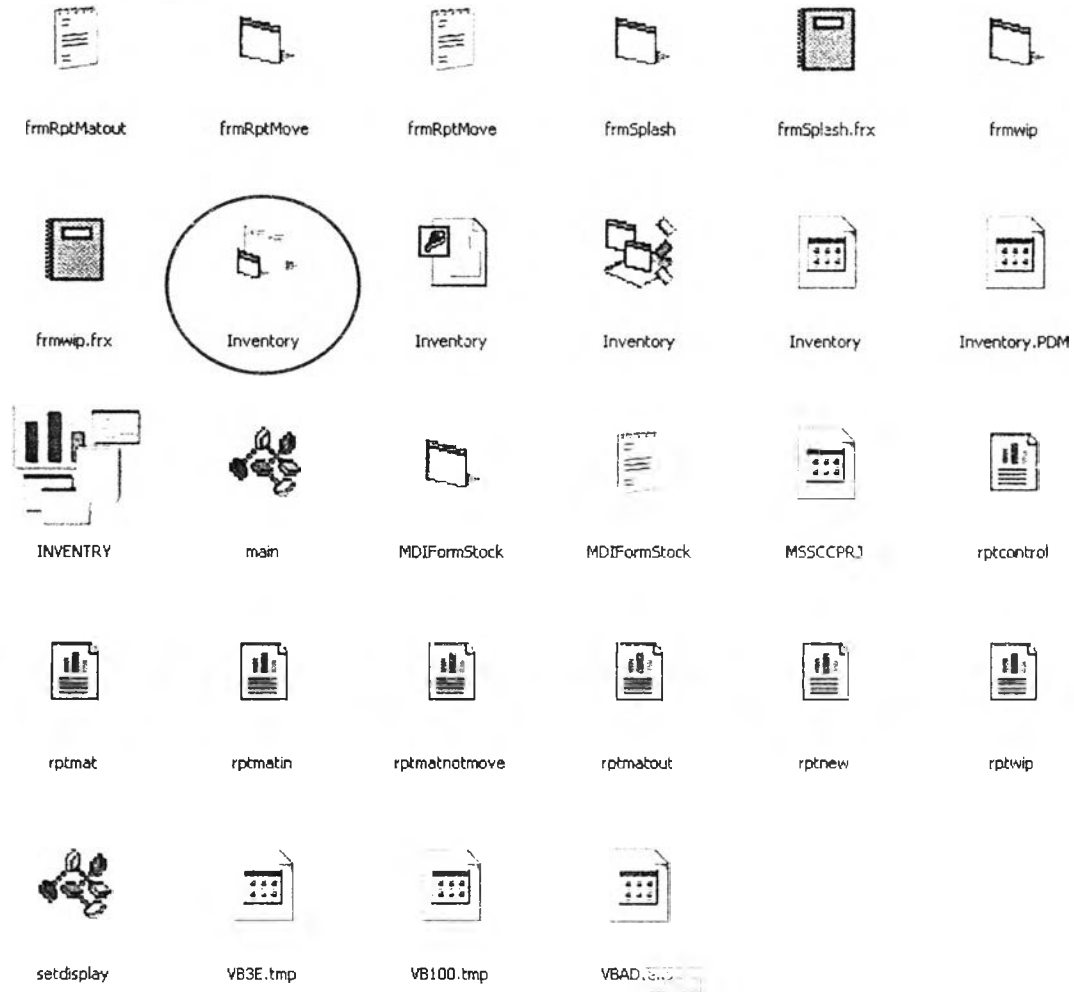 frmRptMatout
frmRptMove
frmRptMove
frmSplash
frmSplash.frx
frmwip
frmwip.frx
Inventory
Inventory
Inventory
Inventory
Inventory.PDM
INVENTRY
main
MDIFormStock
MDIFormStock
MSSCCPRJ
rptcontrol
rptmat
rptmatin
rptmatnotmove
rptmatout
rptnew
rptwip
setdisplay
VB3E.tmp
VB100.tmp